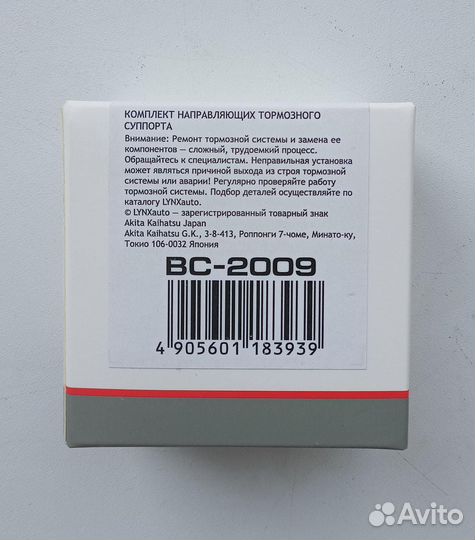 КОМПЛЕКТ НАПРАВЛЯЮЩИХ ТОРМОЗНОГО
СУППОРТА
Внимание: Ремонт тормозной системы и замена ее
компонентов — сложный, трудоемкий процесс.
Обращайтесь к специалистам. Неправильная установка
может являться причиной выхода из строя тормозной
системы или аварии! Регулярно проверяйте работу
тормозной системы. Подбор деталей осуществляйте по
каталогу LYNXauto.
© LYNXauto — зарегистрированный товарный знак
Akita Kaihatsu Japan
Akita Kaihatsu G.K., 3-8-413, Роппонги 7-чоме, Минато-ку,
Токио 106-0032 Япония
BC-2009
4 905601 183939
Avito